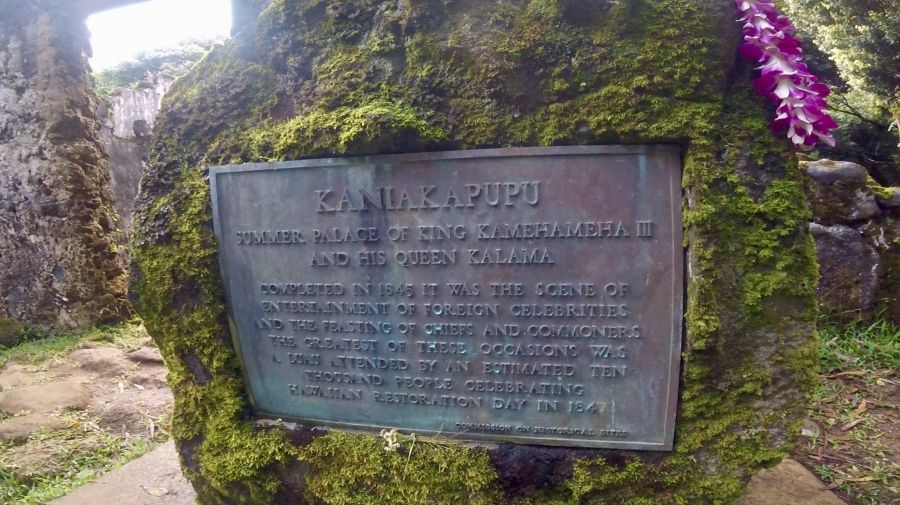 KANIAKAPUPU
SUMMER PALACE OF KING KAMEHAMEHA III
AND HIS QUEEN KALAMA
COMPLETED IN 1845 IT WAS THE SCENE OF
ENTERTAINMENT OF FOREIGN CELEBRITIES
AND THE FEASTING OF CHIEFS AND COMMONERS.
THE GREATEST OF THESE OCCASIONS WAS
A LUAU ATTENDED BY AN ESTIMATED TEN
THOUSAND PEOPLE CELEBRATING
HAWAIIAN RESTORATION DAY IN 1847
COMMISSION ON HISTORICAL SITES